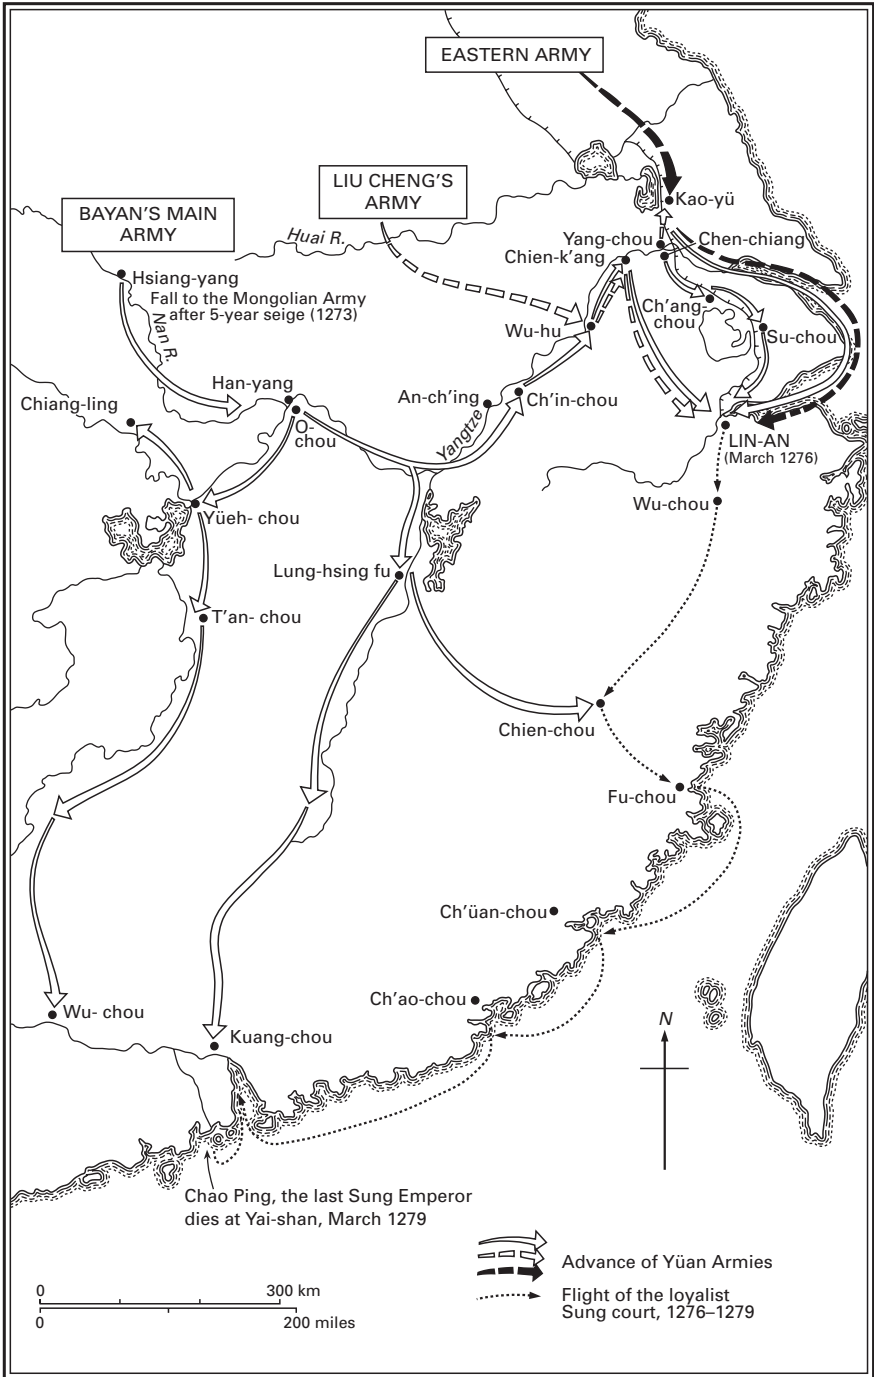 EASTERN ARMY
LIU CHENG'S
ARMY
BAYAN'S MAIN
ARMY
Huai R.
Kao-yü
Yang-chou
Chen-chiang
Chien-k'ang
Hsiang-yang
Fall to the Mongolian Army
after 5-year seige (1273)
Nan R.
Ch'ang-
chou
Wu-hu
Su-chou
Han-yang
Chiang-ling
An-ch'ing
Ch'in-chou
O-
chou
Yangtze
LIN-AN
(March 1276)
Wu-chou
Yüeh- chou
Lung-hsing fu
T'an- chou
Chien-chou
Fu-chou
Ch'üan-chou
Ch'ao-chou
Wu- chou
Kuang-chou
N
Chao Ping, the last Sung Emperor
dies at Yai-shan, March 1279
Advance of Yüan Armies
Flight of the loyalist
Sung court, 1276–1279
0 300 km
0 200 miles